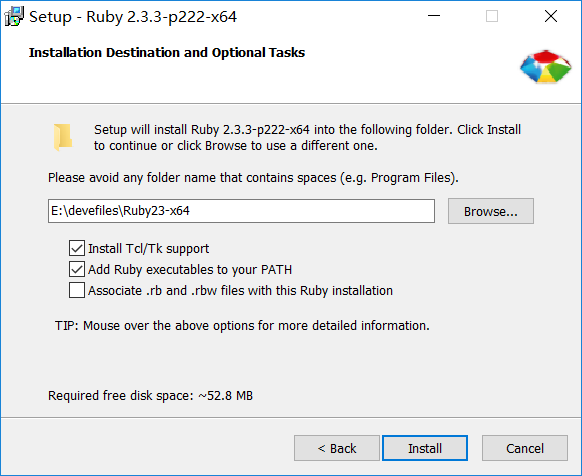 Setup - Ruby 2.3.3-p222-x64
Installation Destination and Optional Tasks
Setup will install Ruby 2.3.3-p222-x64 into the following folder. Click Install
to continue or click Browse to use a different one.
Please avoid any folder name that contains spaces (e.g. Program Files).
E:\devefiles\Ruby23-x64
Browse...
Install Tcl/Tk support
Add Ruby executables to your PATH
Associate .rb and .rbw files with this Ruby installation
TIP: Mouse over the above options for more detailed information.
Required free disk space: ~52.8 MB
< Back
Install
Cancel